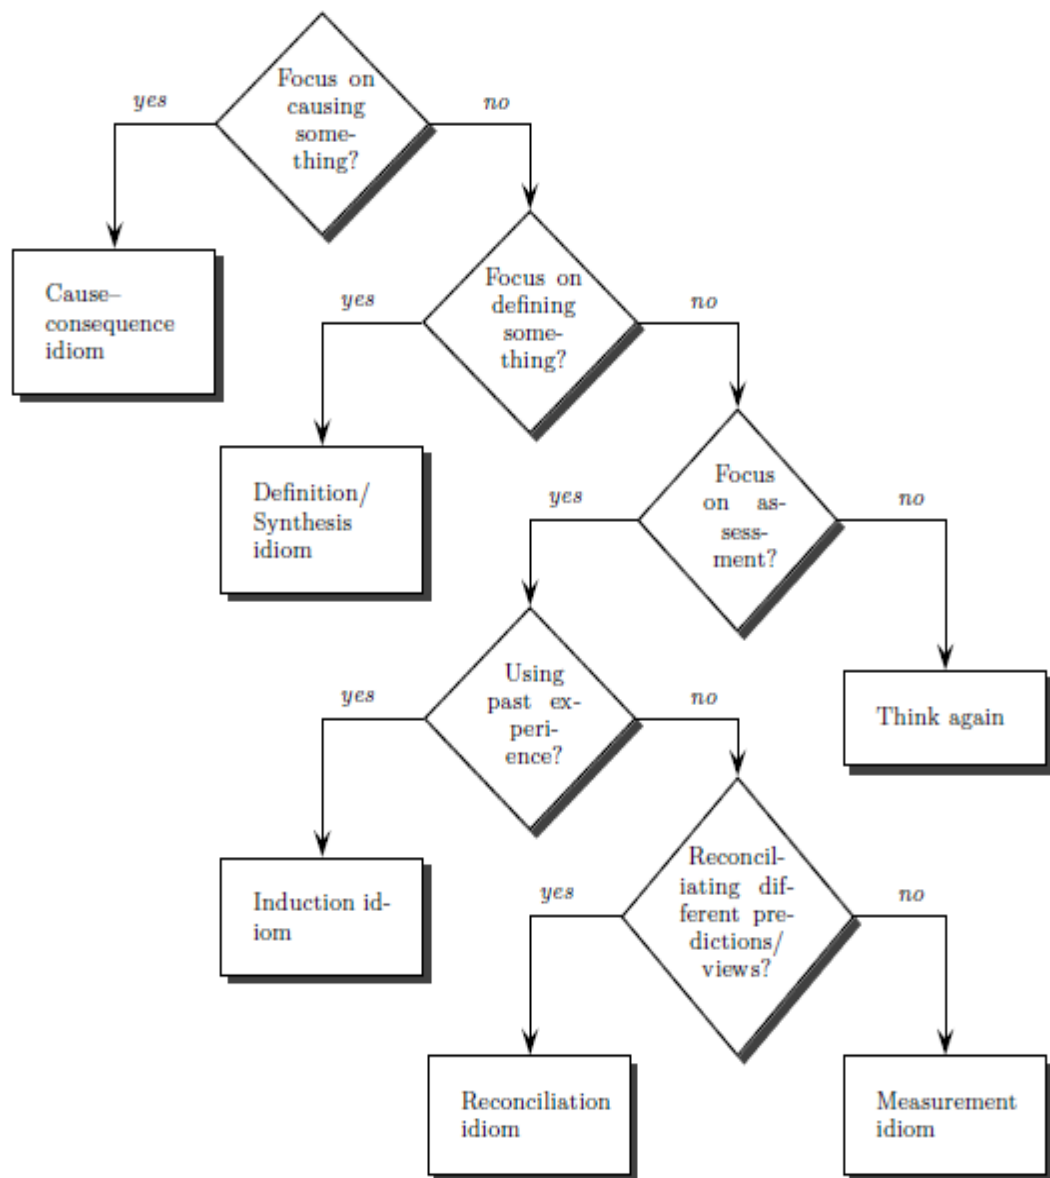 Focus on
causing
some-
thing?
yes
no
Cause–
consequence
idiom
Focus on
defining
some-
thing?
yes
no
Definition/
Synthesis
idiom
Focus
on as-
sess-
ment?
yes
no
Think again
Using
past ex-
peri-
ence?
yes
no
Induction id-
iom
Reconcil-
iating dif-
ferent pre-
dictions/
views?
yes
no
Reconciliation
idiom
Measurement
idiom